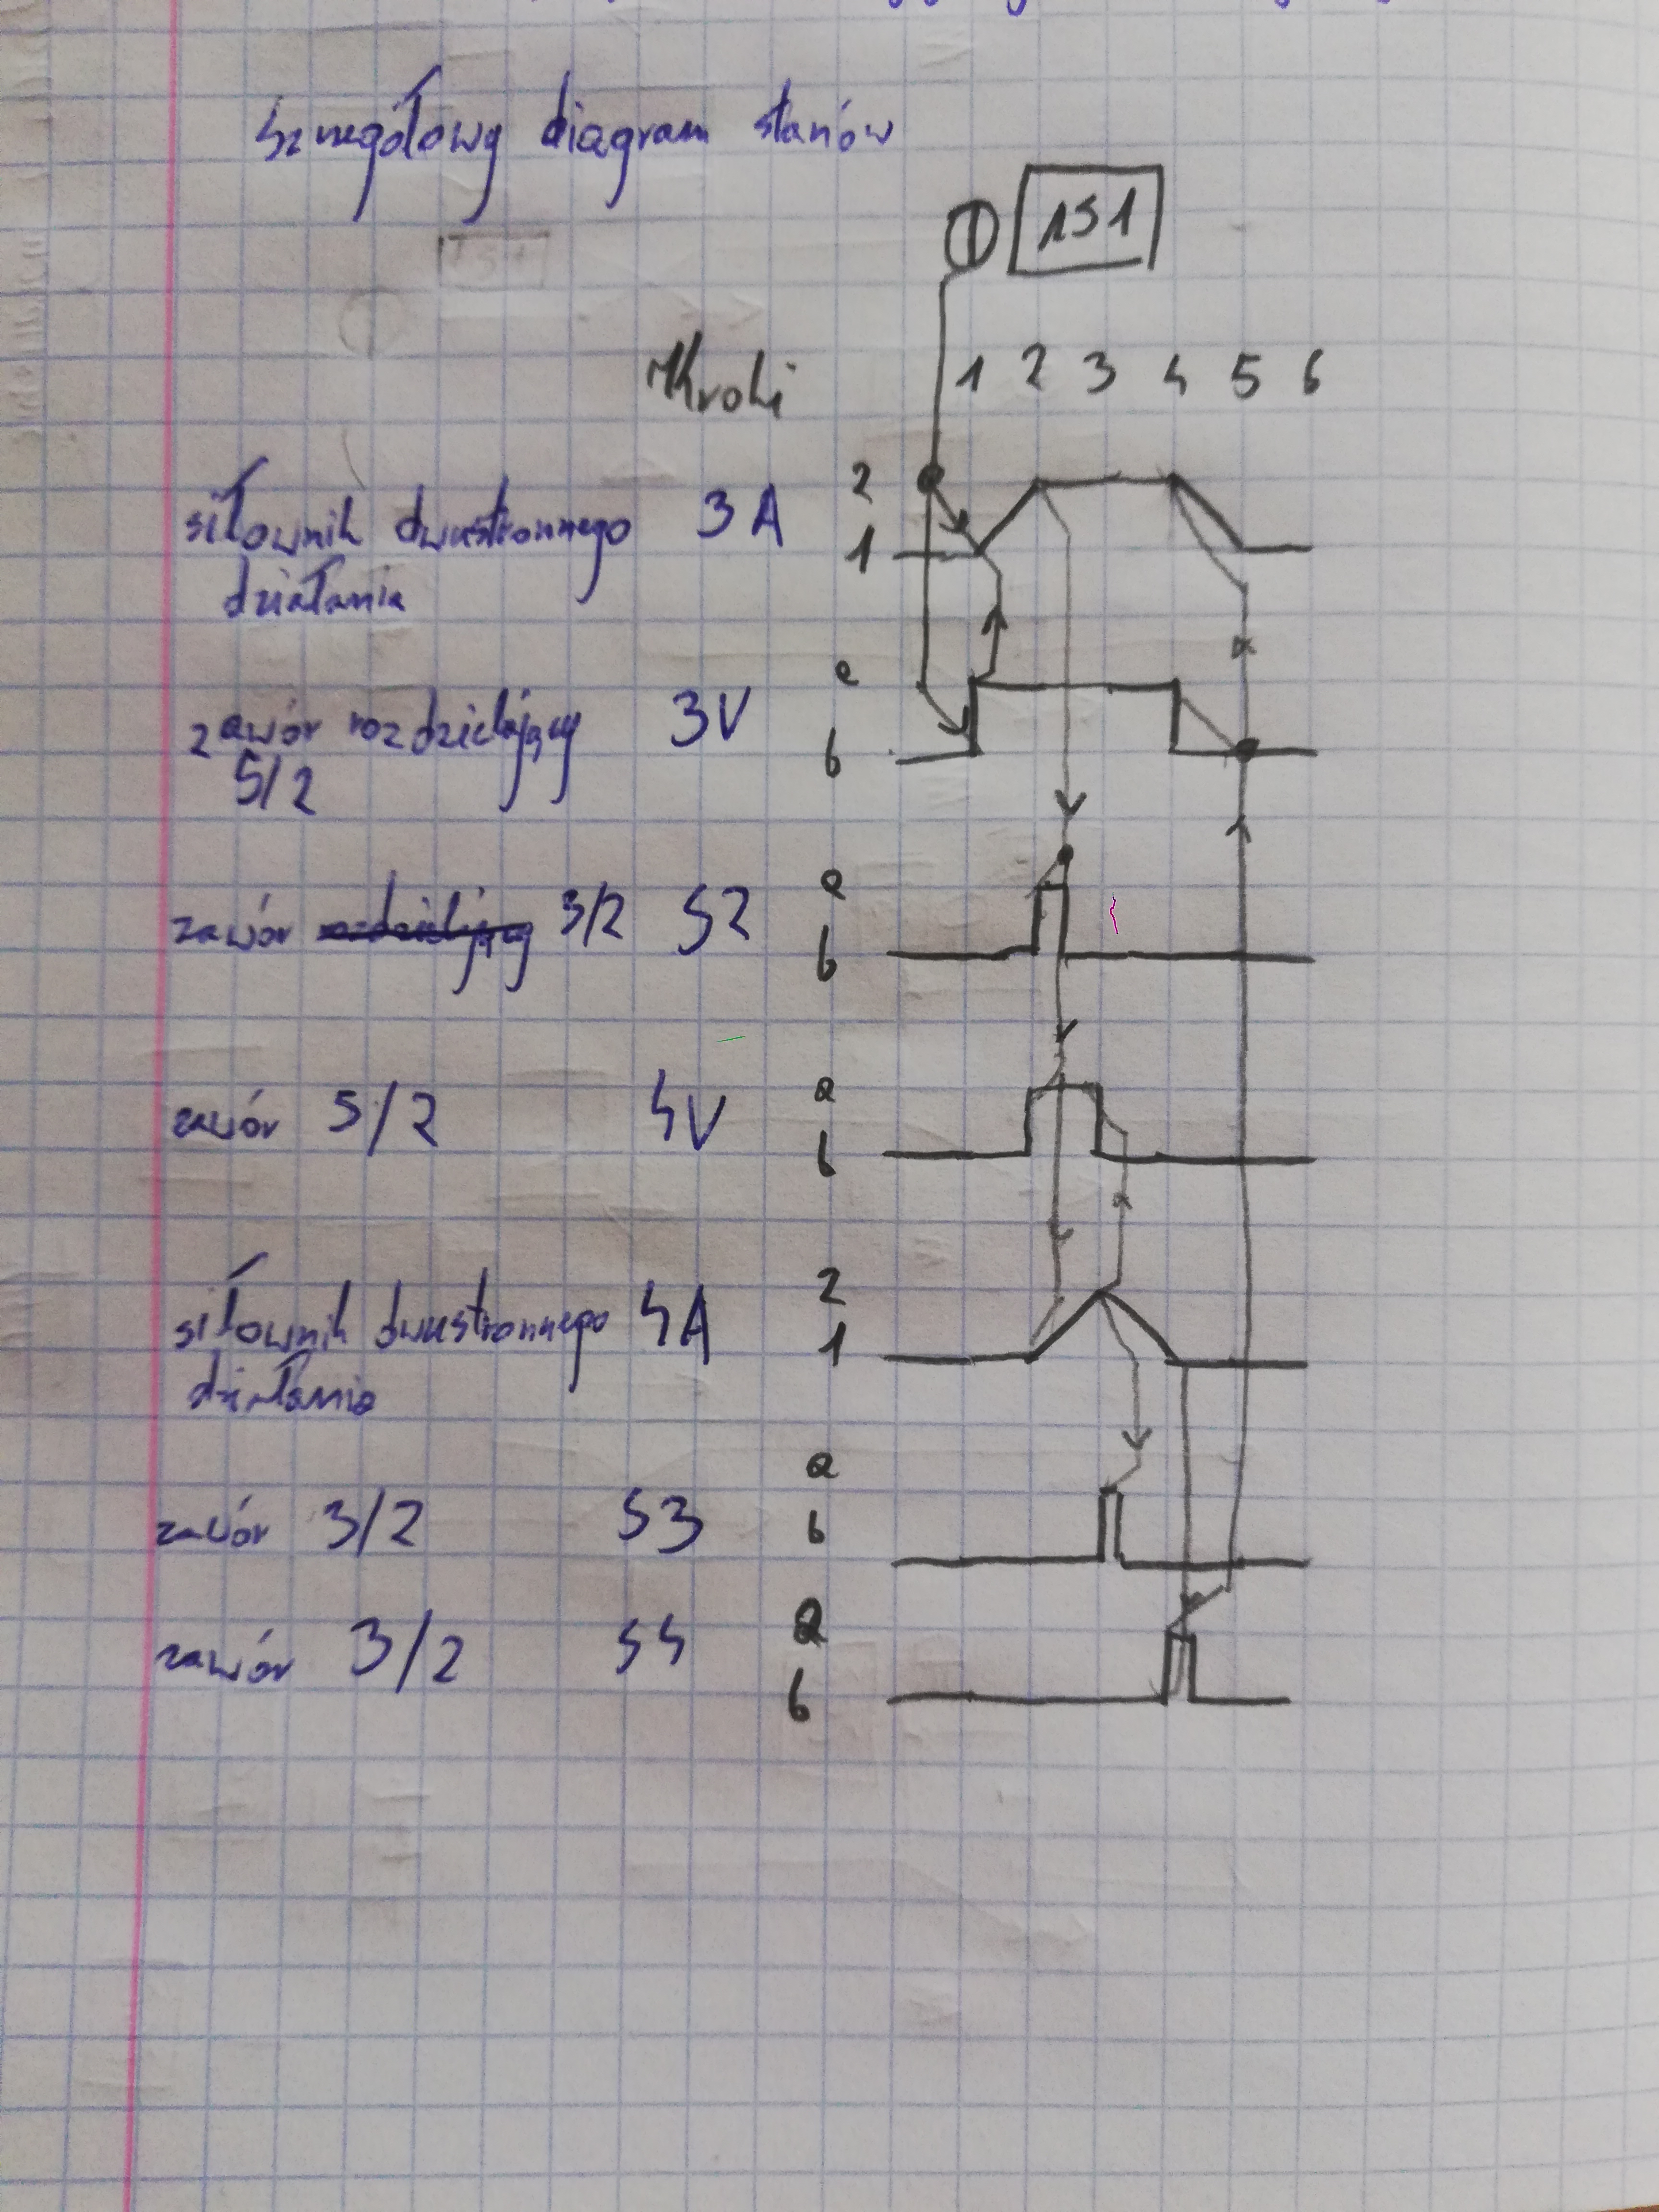 Szczegółowy diagram stanów
1S1
Kroki 1 2 3 4 5 6
siłownik dwustronnego 3A 2
działania 1
zawór rozdzielający 3V a
5/2 b
zawór rozdzielający 3/2 S2 a
b
zawór 5/2 4V a
b
siłownik dwustronnego 4A 2
działania 1
zawór 3/2 S3 a
b
zawór 3/2 S4 a
b